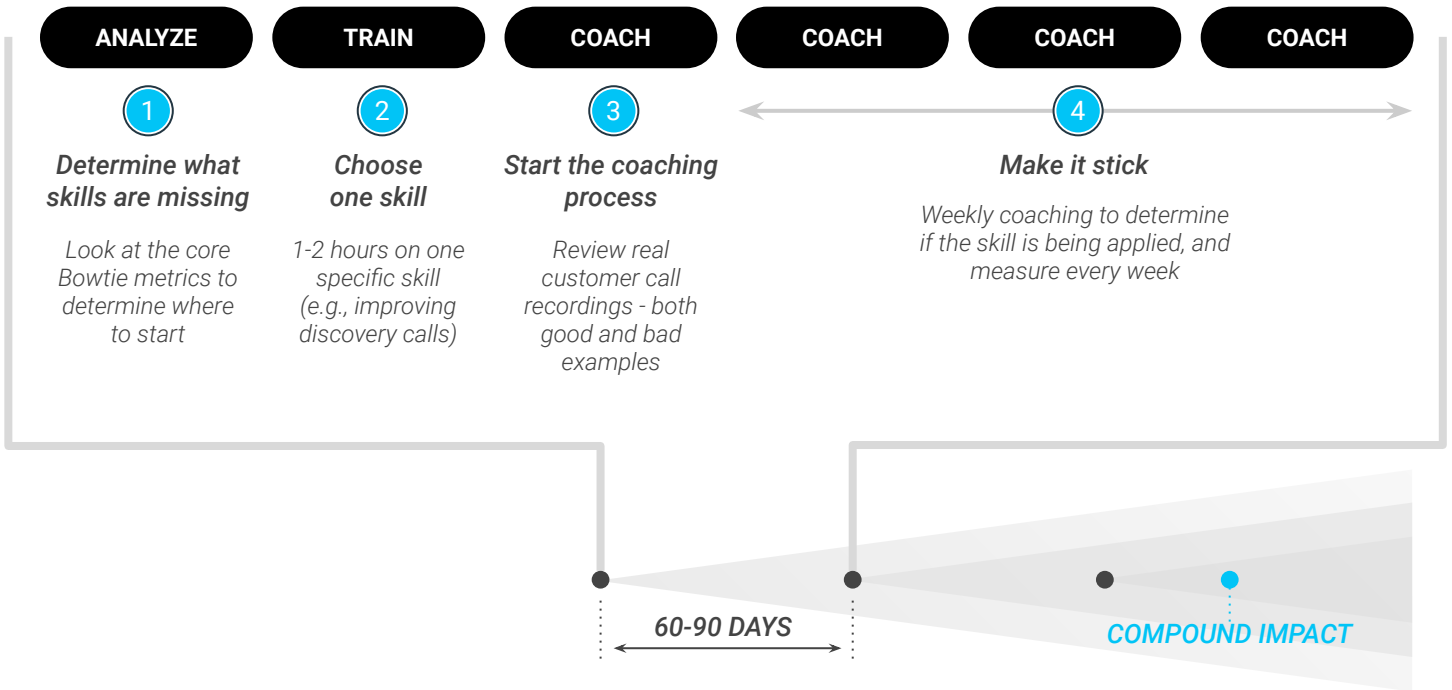 ANALYZE
TRAIN
COACH
COACH
COACH
COACH
1
Determine what
skills are missing
Look at the core
Bowtie metrics to
determine where
to start
2
Choose
one skill
1-2 hours on one
specific skill
(e.g., improving
discovery calls)
3
Start the coaching
process
Review real
customer call
recordings - both
good and bad
examples
4
Make it stick
Weekly coaching to determine
if the skill is being applied, and
measure every week
60-90 DAYS
COMPOUND IMPACT